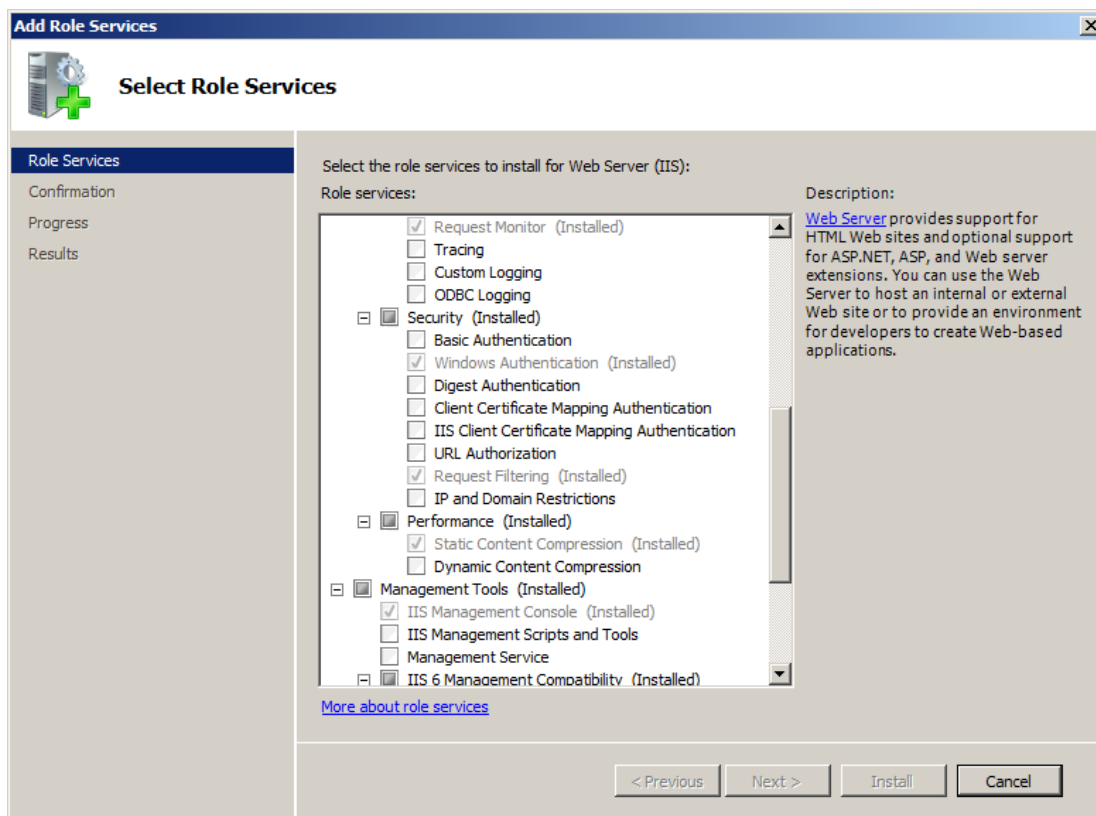 Add Role Services
Select Role Services
Role Services
Confirmation
Progress
Results
Select the role services to install for Web Server (IIS):
Role services:
Request Monitor (Installed)
Tracing
Custom Logging
ODBC Logging
Security (Installed)
Basic Authentication
Windows Authentication (Installed)
Digest Authentication
Client Certificate Mapping Authentication
IIS Client Certificate Mapping Authentication
URL Authorization
Request Filtering (Installed)
IP and Domain Restrictions
Performance (Installed)
Static Content Compression (Installed)
Dynamic Content Compression
Management Tools (Installed)
IIS Management Console (Installed)
IIS Management Scripts and Tools
Management Service
IIS 6 Management Compatibility (Installed)
More about role services
Description:
Web Server provides support for
HTML Web sites and optional support
for ASP.NET, ASP, and Web server
extensions. You can use the Web
Server to host an internal or external
Web site or to provide an environment
for developers to create Web-based
applications.
< Previous
Next >
Install
Cancel